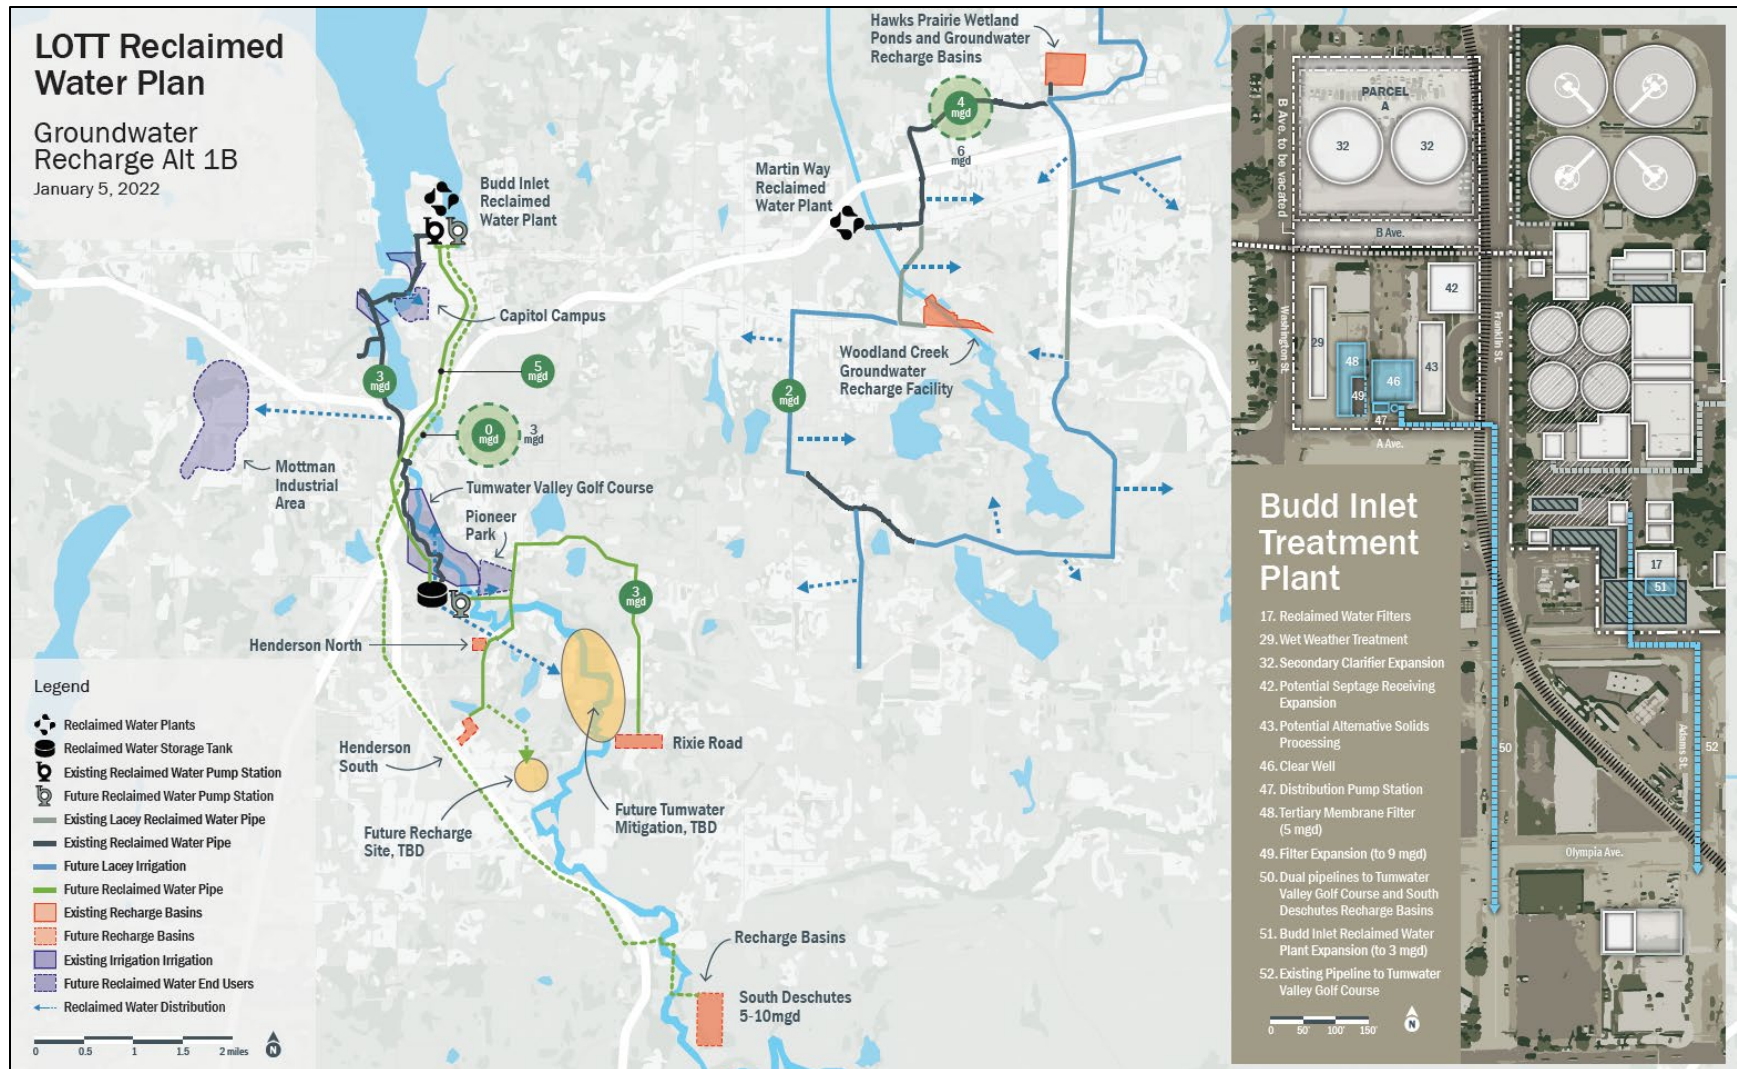 LOTT Reclaimed
Water Plan
Groundwater
Recharge Alt 1B
January 5, 2022
Budd Inlet
Reclaimed
Water Plant
Capitol Campus
3
mgd
5
mgd
0
mgd
3
mgd
Mottman
Industrial
Area
Tumwater Valley Golf Course
Pioneer
Park
Henderson North
3
mgd
Henderson
South
Rixie Road
Future Recharge
Site, TBD
Future Tumwater
Mitigation, TBD
Recharge Basins
South Deschutes
5-10mgd
Hawks Prairie Wetland
Ponds and Groundwater
Recharge Basins
4
mgd
6
mgd
Martin Way
Reclaimed
Water Plant
Woodland Creek
Groundwater
Recharge Facility
2
mgd
Legend
Reclaimed Water Plants
Reclaimed Water Storage Tank
Existing Reclaimed Water Pump Station
Future Reclaimed Water Pump Station
Existing Lacey Reclaimed Water Pipe
Existing Reclaimed Water Pipe
Future Lacey Irrigation
Future Reclaimed Water Pipe
Existing Recharge Basins
Future Recharge Basins
Existing Irrigation Irrigation
Future Reclaimed Water End Users
Reclaimed Water Distribution
0 0.5 1 1.5 2 miles
N
PARCEL
A
32
32
B Ave. to be vacated
B Ave.
42
Washington St.
Franklin St.
29
48
46
43
49
47
A Ave.
17
51
50
Adams St.
52
Olympia Ave.
Budd Inlet
Treatment
Plant
17. Reclaimed Water Filters
29. Wet Weather Treatment
32. Secondary Clarifier Expansion
42. Potential Septage Receiving
Expansion
43. Potential Alternative Solids
Processing
46. Clear Well
47. Distribution Pump Station
48. Tertiary Membrane Filter
(5 mgd)
49. Filter Expansion (to 9 mgd)
50. Dual pipelines to Tumwater
Valley Golf Course and South
Deschutes Recharge Basins
51. Budd Inlet Reclaimed Water
Plant Expansion (to 3 mgd)
52. Existing Pipeline to Tumwater
Valley Golf Course
0 50' 100' 150'
N